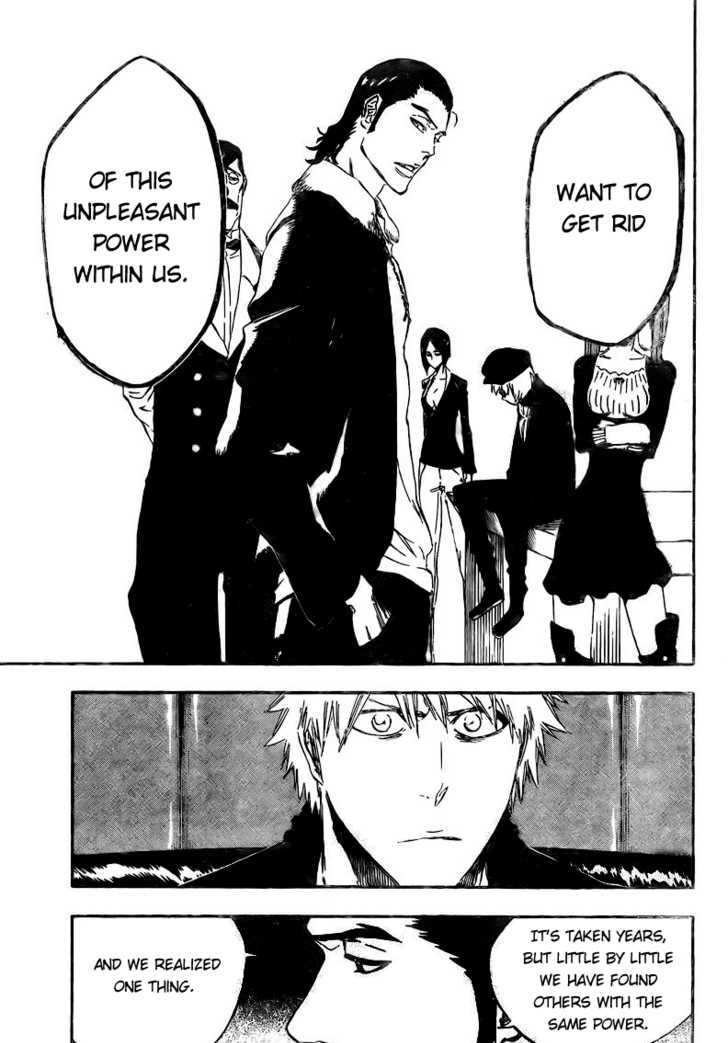 WANT TO
GET RID
OF THIS
UNPLEASANT
POWER
WITHIN US.
IT'S TAKEN YEARS,
BUT LITTLE BY LITTLE
WE HAVE FOUND
OTHERS WITH THE
SAME POWER.
AND WE REALIZED
ONE THING.